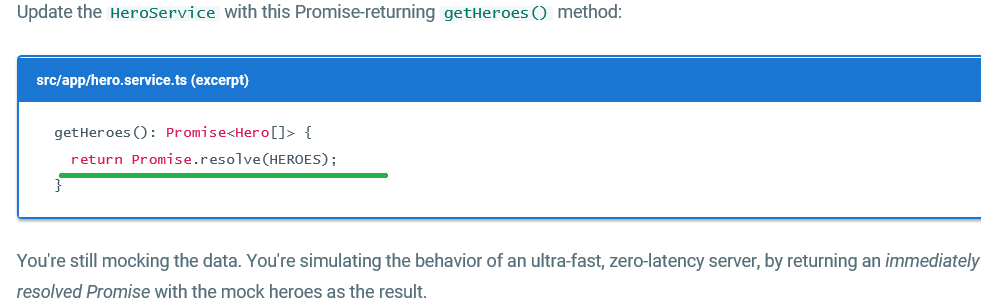 Update the HeroService with this Promise-returning getHeroes() method:
src/app/hero.service.ts (excerpt)
getHeroes(): Promise<Hero[]> {
return Promise.resolve(HEROES);
}
You're still mocking the data. You're simulating the behavior of an ultra-fast, zero-latency server, by returning an immediately
resolved Promise with the mock heroes as the result.